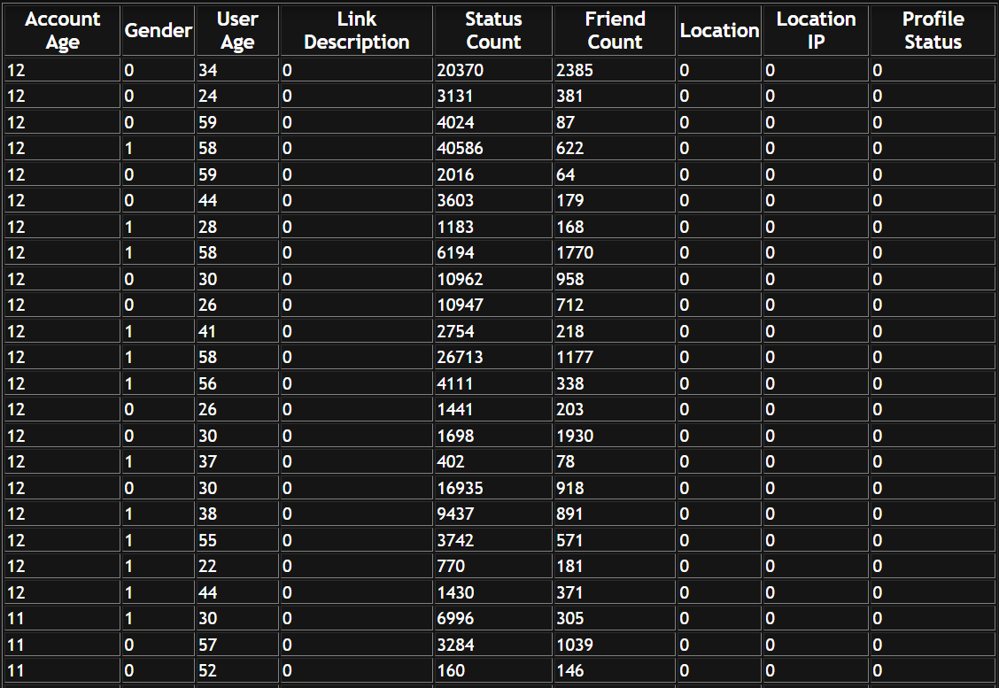 Account Age Gender User Age Link Description Status Count Friend Count Location Location IP Profile Status
12 0 34 0 20370 2385 0 0 0
12 0 24 0 3131 381 0 0 0
12 0 59 0 4024 87 0 0 0
12 1 58 0 40586 622 0 0 0
12 0 59 0 2016 64 0 0 0
12 0 44 0 3603 179 0 0 0
12 1 28 0 1183 168 0 0 0
12 1 58 0 6194 1770 0 0 0
12 0 30 0 10962 958 0 0 0
12 0 26 0 10947 712 0 0 0
12 1 41 0 2754 218 0 0 0
12 1 58 0 26713 1177 0 0 0
12 1 56 0 4111 338 0 0 0
12 0 26 0 1441 203 0 0 0
12 0 30 0 1698 1930 0 0 0
12 1 37 0 402 78 0 0 0
12 0 30 0 16935 918 0 0 0
12 1 38 0 9437 891 0 0 0
12 1 55 0 3742 571 0 0 0
12 1 22 0 770 181 0 0 0
12 1 44 0 1430 371 0 0 0
11 1 30 0 6996 305 0 0 0
11 0 57 0 3284 1039 0 0 0
11 0 52 0 160 146 0 0 0